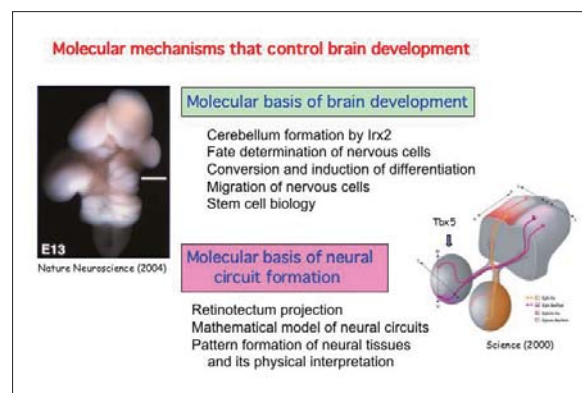 Molecular mechanisms that control brain development
Molecular basis of brain development
Cerebellum formation by Irx2
Fate determination of nervous cells
Conversion and induction of differentiation
Migration of nervous cells
Stem cell biology
E13
Nature Neuroscience (2004)
Tbx5
Molecular basis of neural
circuit formation
Retinotectum projection
Mathematical model of neural circuits
Pattern formation of neural tissues
and its physical interpretation
Science (2000)